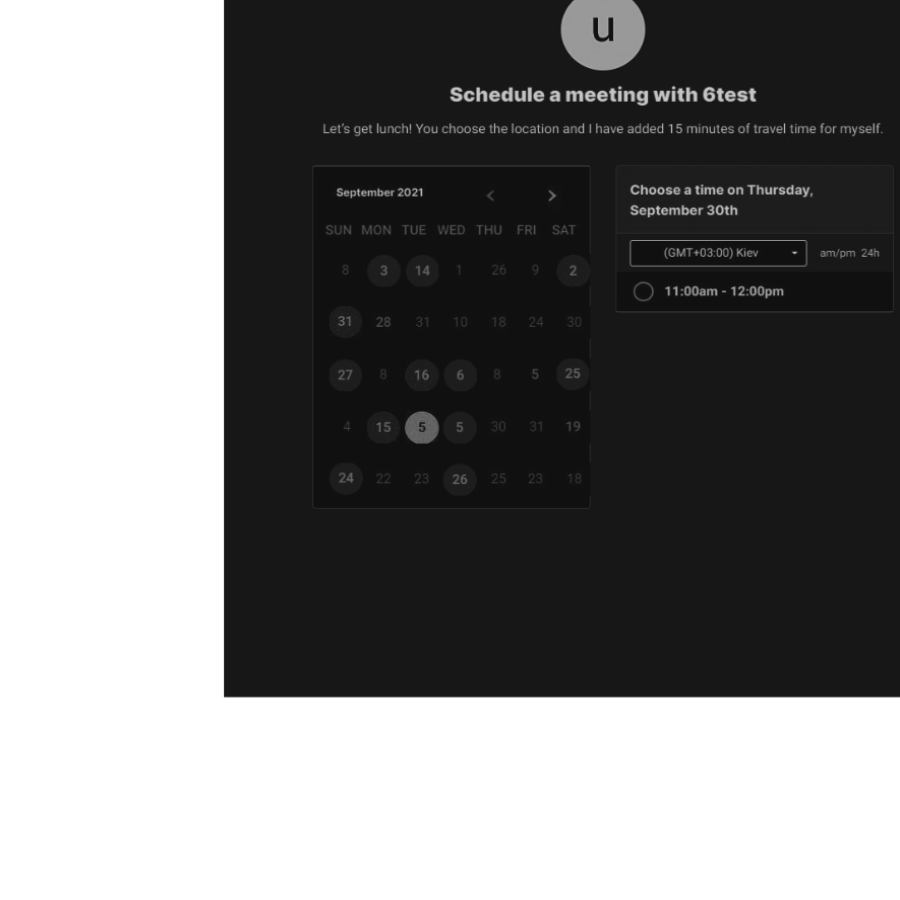 u
Schedule a meeting with 6test
Let's get lunch! You choose the location and I have added 15 minutes of travel time for myself.
September 2021
SUN MON TUE WED THU FRI SAT
8 3 14 1 26 9 2
31 28 31 10 18 24 30
27 8 16 6 8 5 25
4 15 5 5 30 31 19
24 22 23 26 25 23 18
Choose a time on Thursday,
September 30th
(GMT+03:00) Kiev am/pm 24h
11:00am - 12:00pm